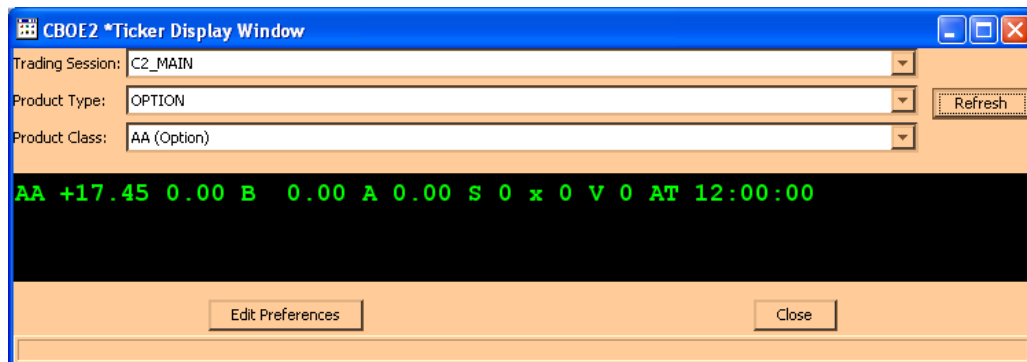 CBOE2 *Ticker Display Window
Trading Session: C2_MAIN
Product Type: OPTION
Refresh
Product Class: AA (Option)
AA +17.45 0.00 B 0.00 A 0.00 S 0 x 0 V 0 AT 12:00:00
Edit Preferences Close